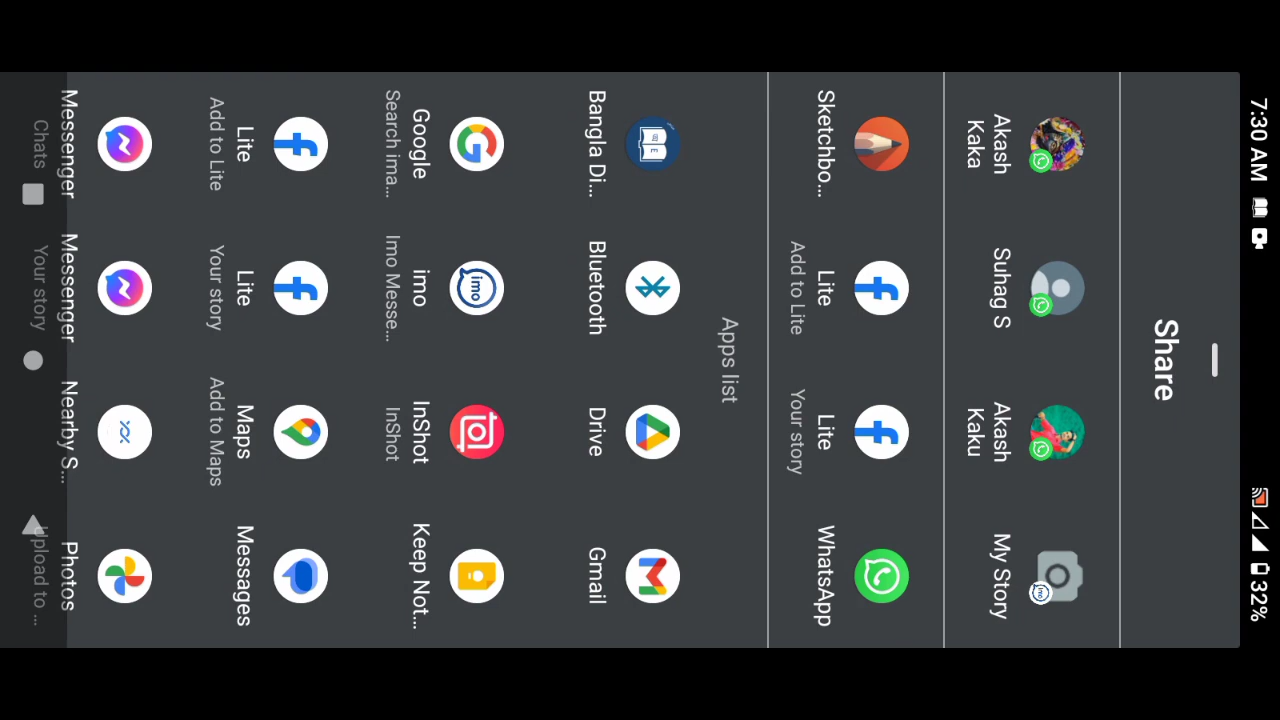 7:30 AM 32%
Share
Akash
Kaka
Suhag S
Akash
Kaku
My Story
Sketchbo...
Lite
Add to Lite
Lite
Your story
WhatsApp
Apps list
Bangla Di...
Bluetooth
Drive
Gmail
Google
Search ima...
imo
Imo Messe...
InShot
InShot
Keep Not...
Lite
Add to Lite
Lite
Your story
Maps
Add to Maps
Messages
Messenger
Chats
Messenger
Your story
Nearby S...
Photos
Upload to ...